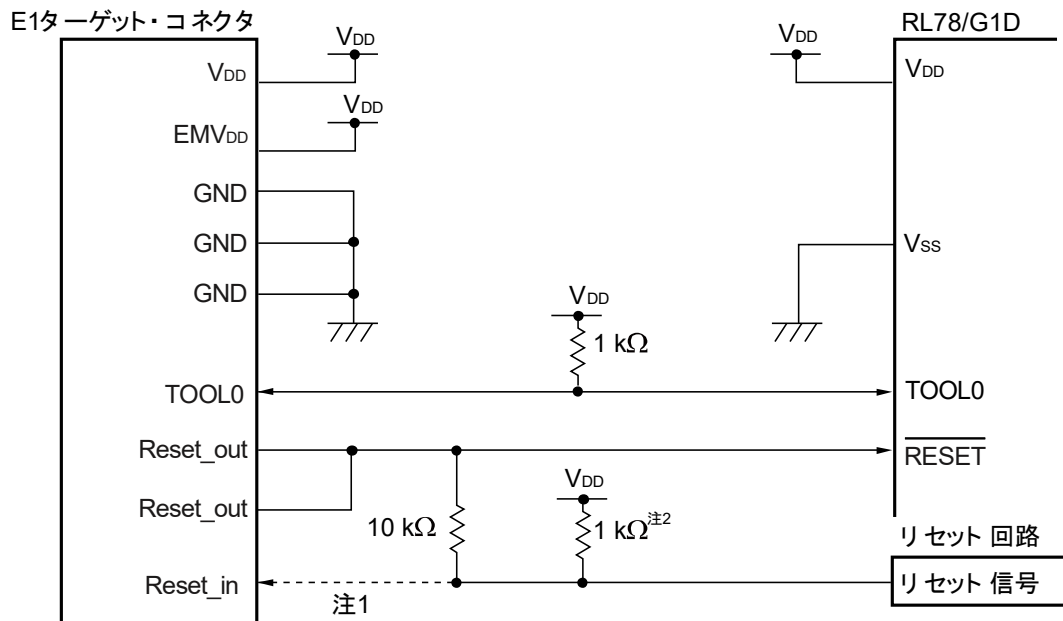 E1ターゲット・コネクタ
RL78/G1D
VDD
VDD
VDD
VDD
EMVDD
VDD
GND
GND
GND
VSS
VDD
1 kΩ
TOOL0
TOOL0
Reset_out
RESET
Reset_out
VDD
10 kΩ
1 kΩ注2
リセット回路
リセット信号
Reset_in
注1